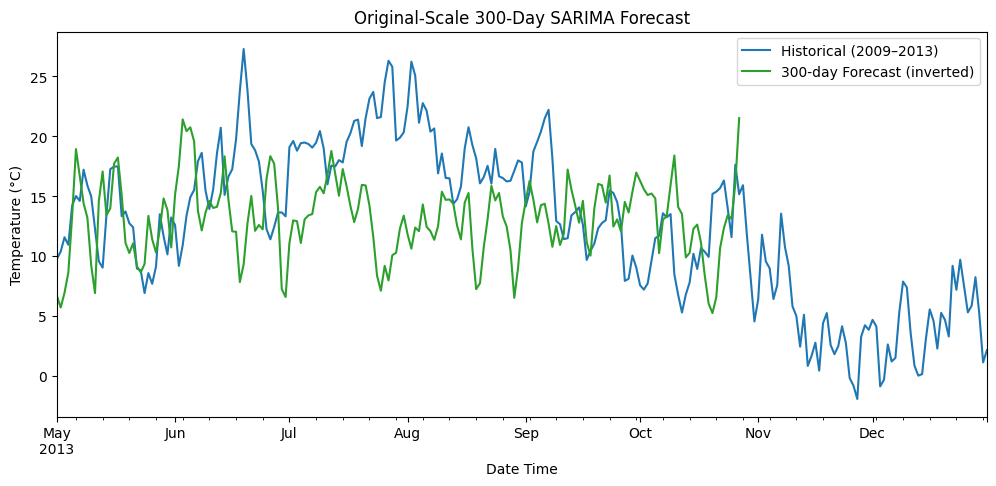 Original-Scale 300-Day SARIMA Forecast
Historical (2009–2013)
300-day Forecast (inverted)
Temperature (°C)
25
20
15
10
5
0
May
2013
Jun
Jul
Aug
Sep
Oct
Nov
Dec
Date Time